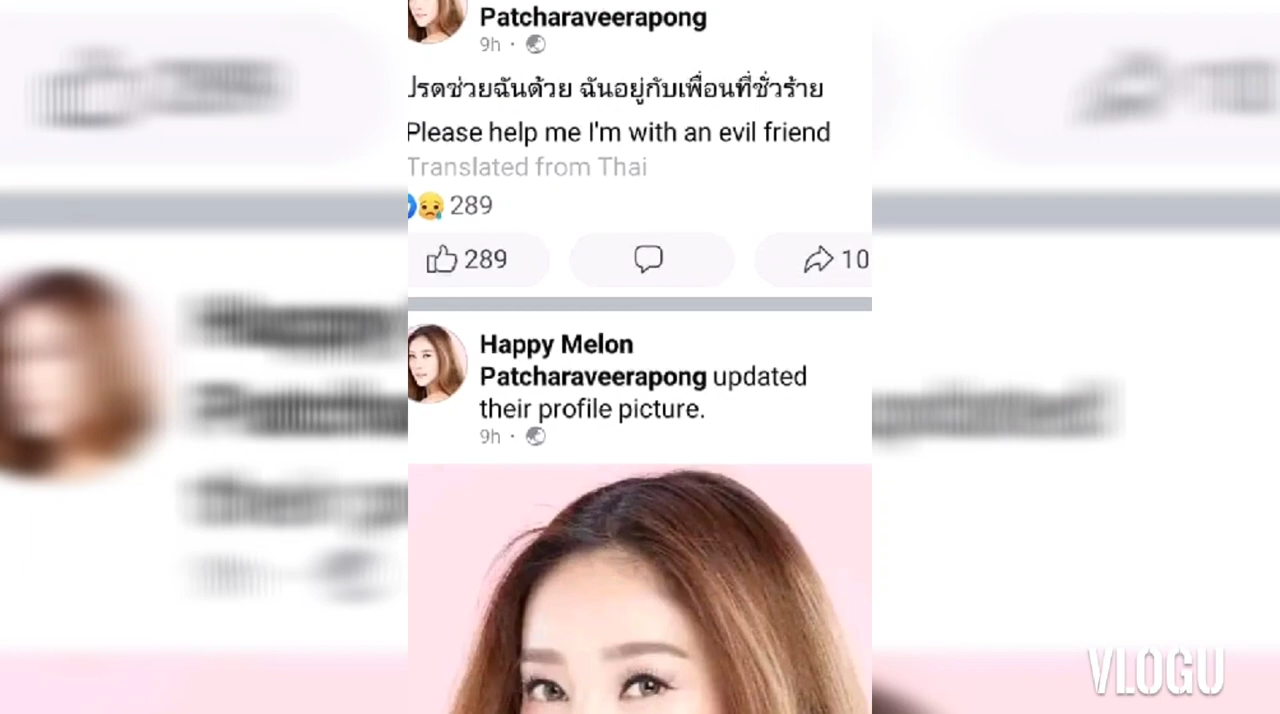 Patcharaveerapong
9h ·
ปรดช่วยฉันด้วย ฉันอยู่กับเพื่อนที่ชั่วร้าย
Please help me I'm with an evil friend
Translated from Thai
289
289
10
Happy Melon
Patcharaveerapong updated
their profile picture.
9h ·
VLOGU